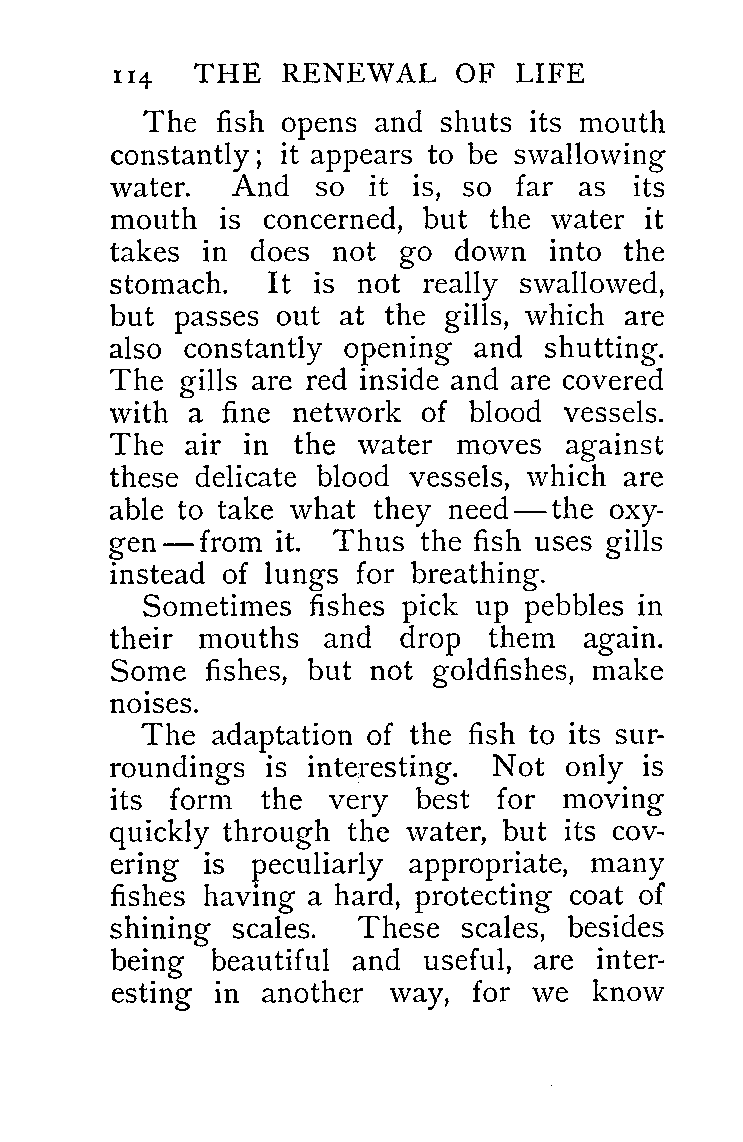 114 THE RENEWAL OF LIFE
The fish opens and shuts its mouth
constantly; it appears to be swallowing
water. And so it is, so far as its
mouth is concerned, but the water it
takes in does not go down into the
stomach. It is not really swallowed,
but passes out at the gills, which are
also constantly opening and shutting.
The gills are red inside and are covered
with a fine network of blood vessels.
The air in the water moves against
these delicate blood vessels, which are
able to take what they need—the oxy-
gen—from it. Thus the fish uses gills
instead of lungs for breathing.
Sometimes fishes pick up pebbles in
their mouths and drop them again.
Some fishes, but not goldfishes, make
noises.
The adaptation of the fish to its sur-
roundings is interesting. Not only is
its form the very best for moving
quickly through the water, but its cov-
ering is peculiarly appropriate, many
fishes having a hard, protecting coat of
shining scales. These scales, besides
being beautiful and useful, are inter-
esting in another way, for we know